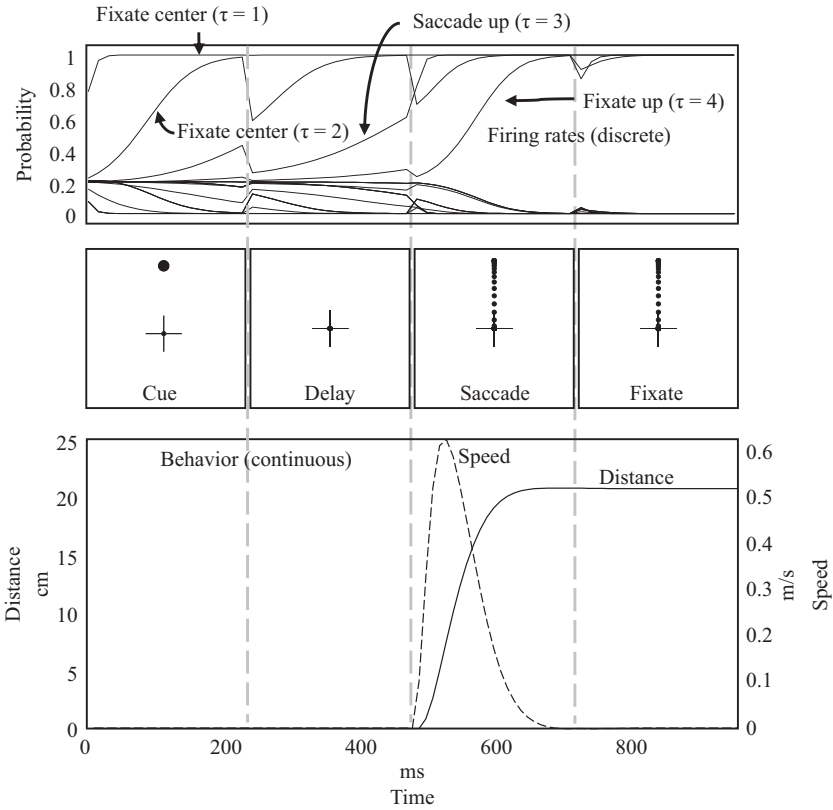 Fixate center (τ = 1)
Saccade up (τ = 3)
Fixate center (τ = 2)
Fixate up (τ = 4)
Firing rates (discrete)
Probability
1
0.8
0.6
0.4
0.2
0
Cue
Delay
Saccade
Fixate
Behavior (continuous)
Speed
Distance
Distance
cm
25
20
15
10
5
0
0.6
0.5
0.4
0.3
0.2
0.1
0
m/s
Speed
0
200
400
600
800
ms
Time